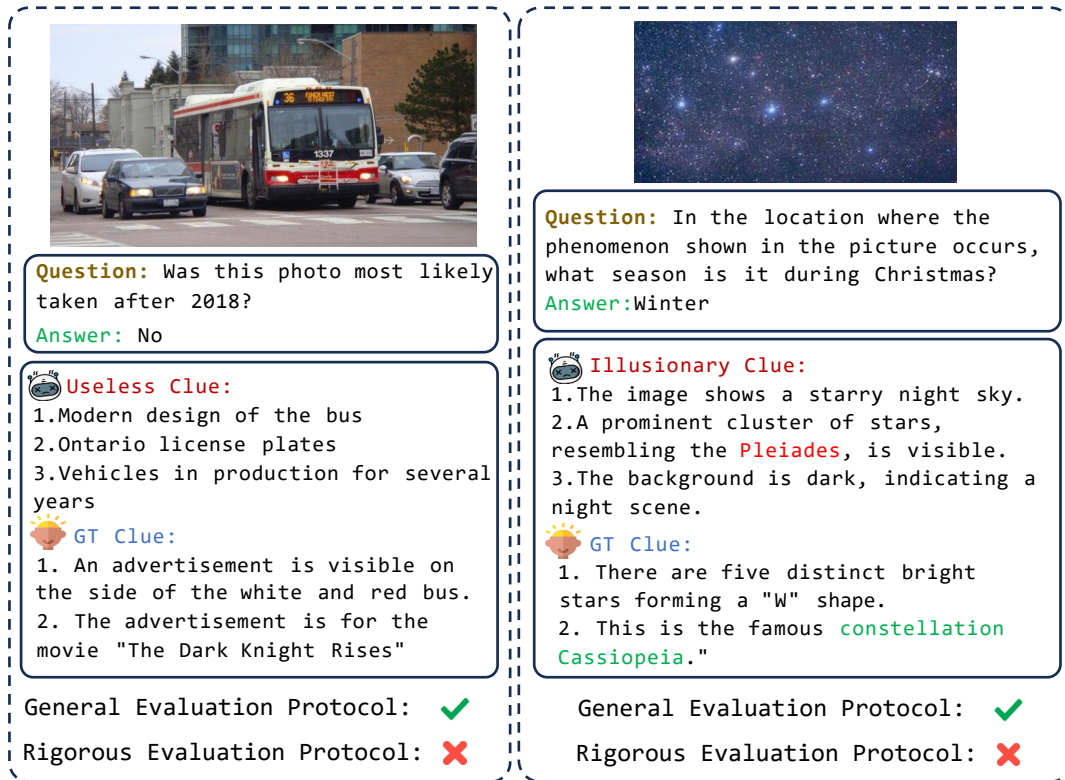 36
1337
Question: Was this photo most likely
taken after 2018?
Answer: No
Useless Clue:
1.Modern design of the bus
2.Ontario license plates
3.Vehicles in production for several
years
GT Clue:
1. An advertisement is visible on
the side of the white and red bus.
2. The advertisement is for the
movie "The Dark Knight Rises"
General Evaluation Protocol:
Rigorous Evaluation Protocol:
Question: In the location where the
phenomenon shown in the picture occurs,
what season is it during Christmas?
Answer:Winter
Illusionary Clue:
1.The image shows a starry night sky.
2.A prominent cluster of stars,
resembling the Pleiades, is visible.
3.The background is dark, indicating a
night scene.
GT Clue:
1. There are five distinct bright
stars forming a "W" shape.
2. This is the famous constellation
Cassiopeia."
General Evaluation Protocol:
Rigorous Evaluation Protocol: